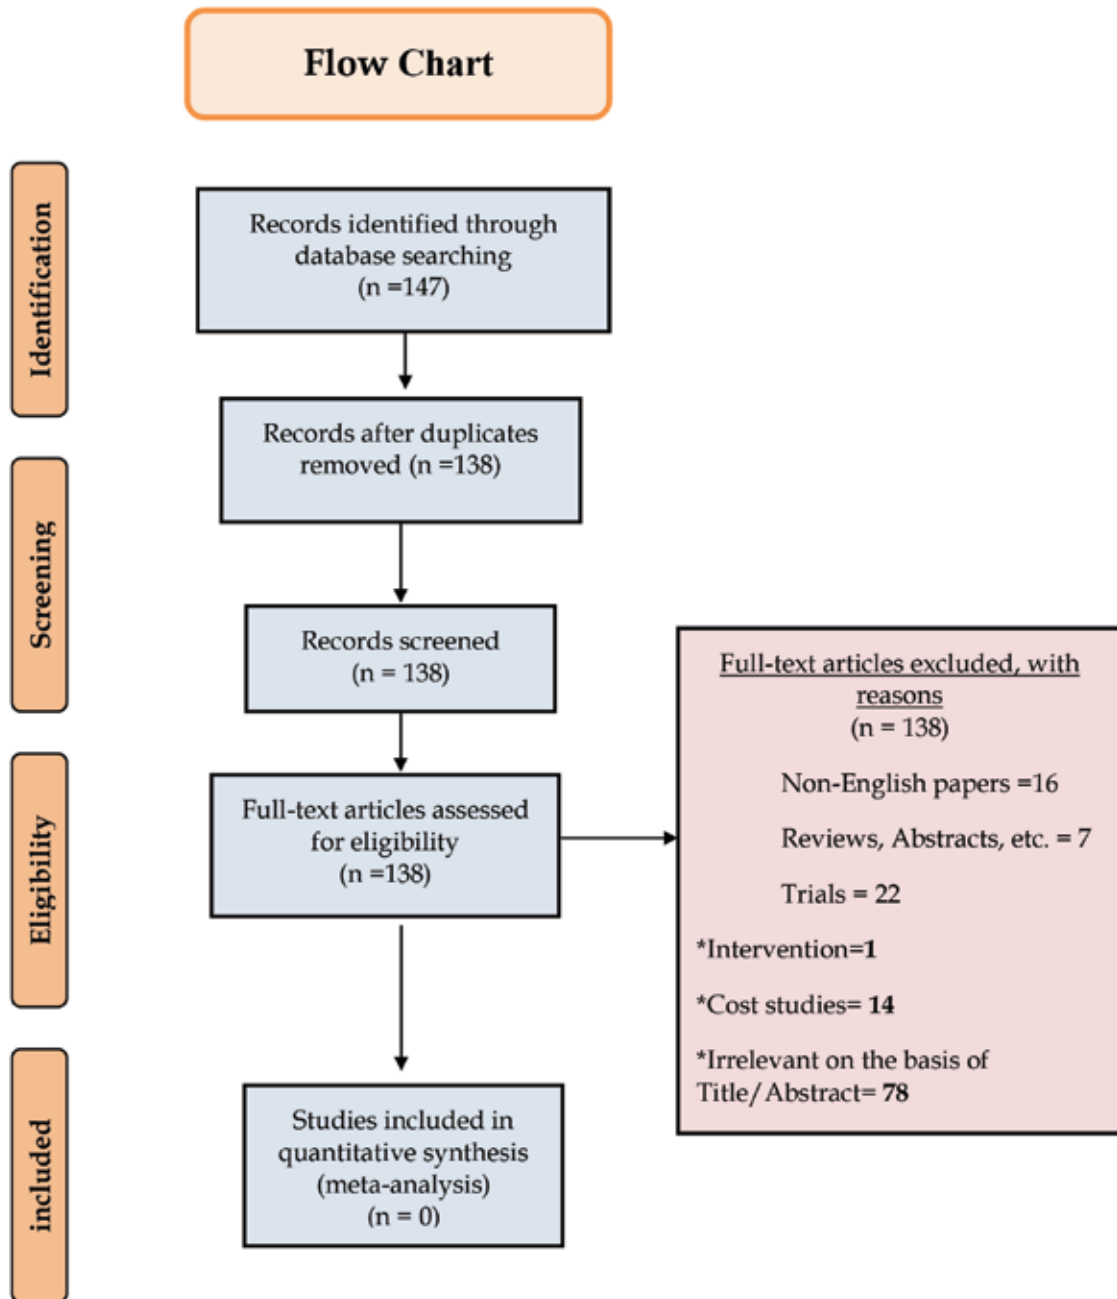 Flow Chart
Identification
Records identified through
database searching
(n =147)
Records after duplicates
removed (n =138)
Screening
Records screened
(n = 138)
Eligibility
Full-text articles assessed
for eligibility
(n =138)
Full-text articles excluded, with
reasons
(n = 138)
Non-English papers =16
Reviews, Abstracts, etc. = 7
Trials = 22
*Intervention=1
*Cost studies= 14
*Irrelevant on the basis of
Title/Abstract= 78
included
Studies included in
quantitative synthesis
(meta-analysis)
(n = 0)